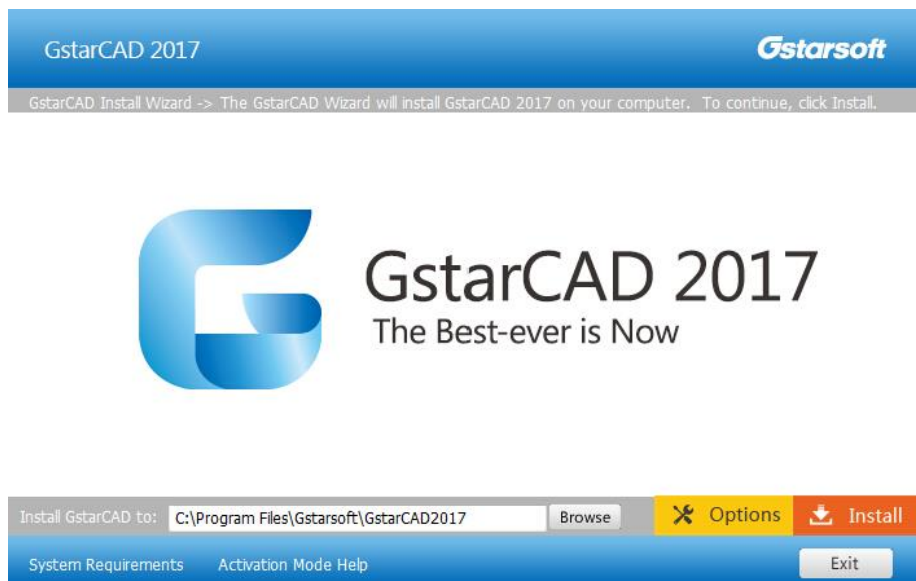 GstarCAD 2017 Gstarsoft
GstarCAD Install Wizard -> The GstarCAD Wizard will install GstarCAD 2017 on your computer. To continue, click Install.
GstarCAD 2017
The Best-ever is Now
Install GstarCAD to: C:\Program Files\Gstarsoft\GstarCAD2017 Browse Options Install
System Requirements Activation Mode Help Exit